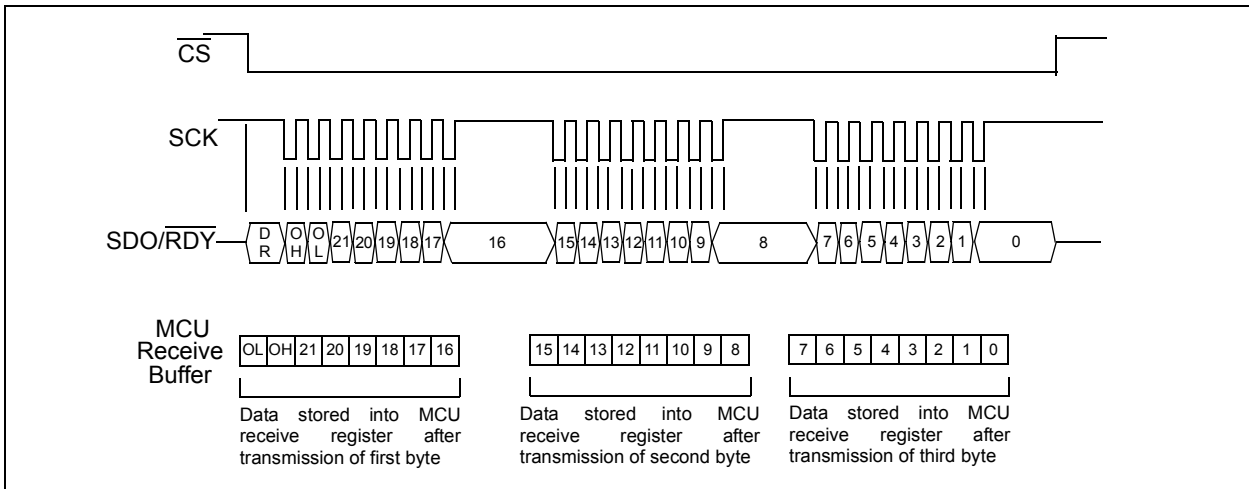 CS
SCK
SDO/RDY
D
R
O
H
O
L
21 20 19 18 17 16 15 14 13 12 11 10 9 8 7 6 5 4 3 2 1 0
MCU
Receive
Buffer
OL OH 21 20 19 18 17 16
15 14 13 12 11 10 9 8
7 6 5 4 3 2 1 0
Data stored into MCU
receive register after
transmission of first byte
Data stored into MCU
receive register after
transmission of second byte
Data stored into MCU
receive register after
transmission of third byte